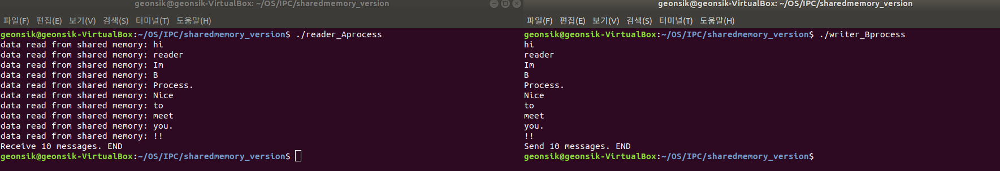 geonsik@geonsik-VirtualBox: ~/OS/IPC/sharedmemory_version
파일(F) 편집(E) 보기(V) 검색(S) 터미널(T) 도움말(H)
geonsik@geonsik-VirtualBox:~/OS/IPC/sharedmemory_version$ ./reader_Aprocess
data read from shared memory: hi
data read from shared memory: reader
data read from shared memory: Im
data read from shared memory: B
data read from shared memory: Process.
data read from shared memory: Nice
data read from shared memory: to
data read from shared memory: meet
data read from shared memory: you.
data read from shared memory: !!
Receive 10 messages. END
geonsik@geonsik-VirtualBox:~/OS/IPC/sharedmemory_version$
geonsik@geonsik-VirtualBox: ~/OS/IPC/sharedmemory_version
파일(F) 편집(E) 보기(V) 검색(S) 터미널(T) 도움말(H)
geonsik@geonsik-VirtualBox:~/OS/IPC/sharedmemory_version$ ./writer_Bprocess
hi
reader
Im
B
Process.
Nice
to
meet
you.
!!
Send 10 messages. END
geonsik@geonsik-VirtualBox:~/OS/IPC/sharedmemory_version$